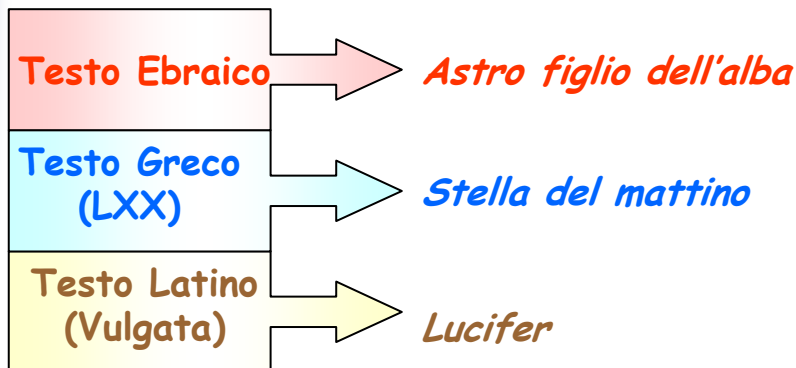 Testo Ebraico
Astro figlio dell'alba
Testo Greco
(LXX)
Stella del mattino
Testo Latino
(Vulgata)
Lucifer